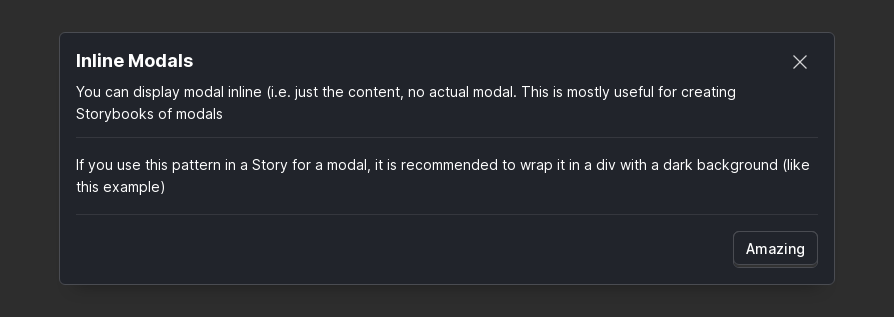 Inline Modals
You can display modal inline (i.e. just the content, no actual modal. This is mostly useful for creating
Storybooks of modals
If you use this pattern in a Story for a modal, it is recommended to wrap it in a div with a dark background (like
this example)
Amazing